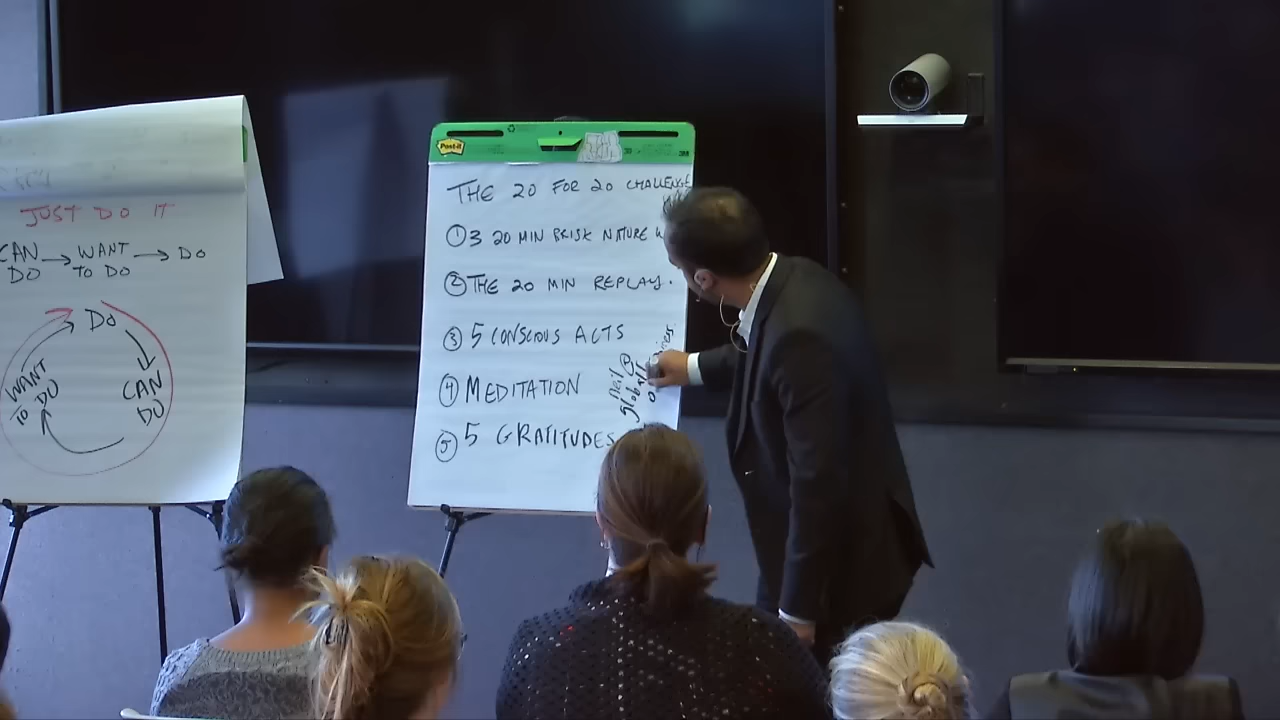 JUST DO IT
CAN DO → WANT TO DO → DO
DO
CAN DO
WANT TO DO
Post-it
THE 20 FOR 20 CHALLENGE
① 3 20 MIN BRISK NATURE W
② THE 20 MIN REPLAY.
③ 5 CONSCIOUS ACTS
④ MEDITATION
⑤ 5 GRATITUDES
neil @
global